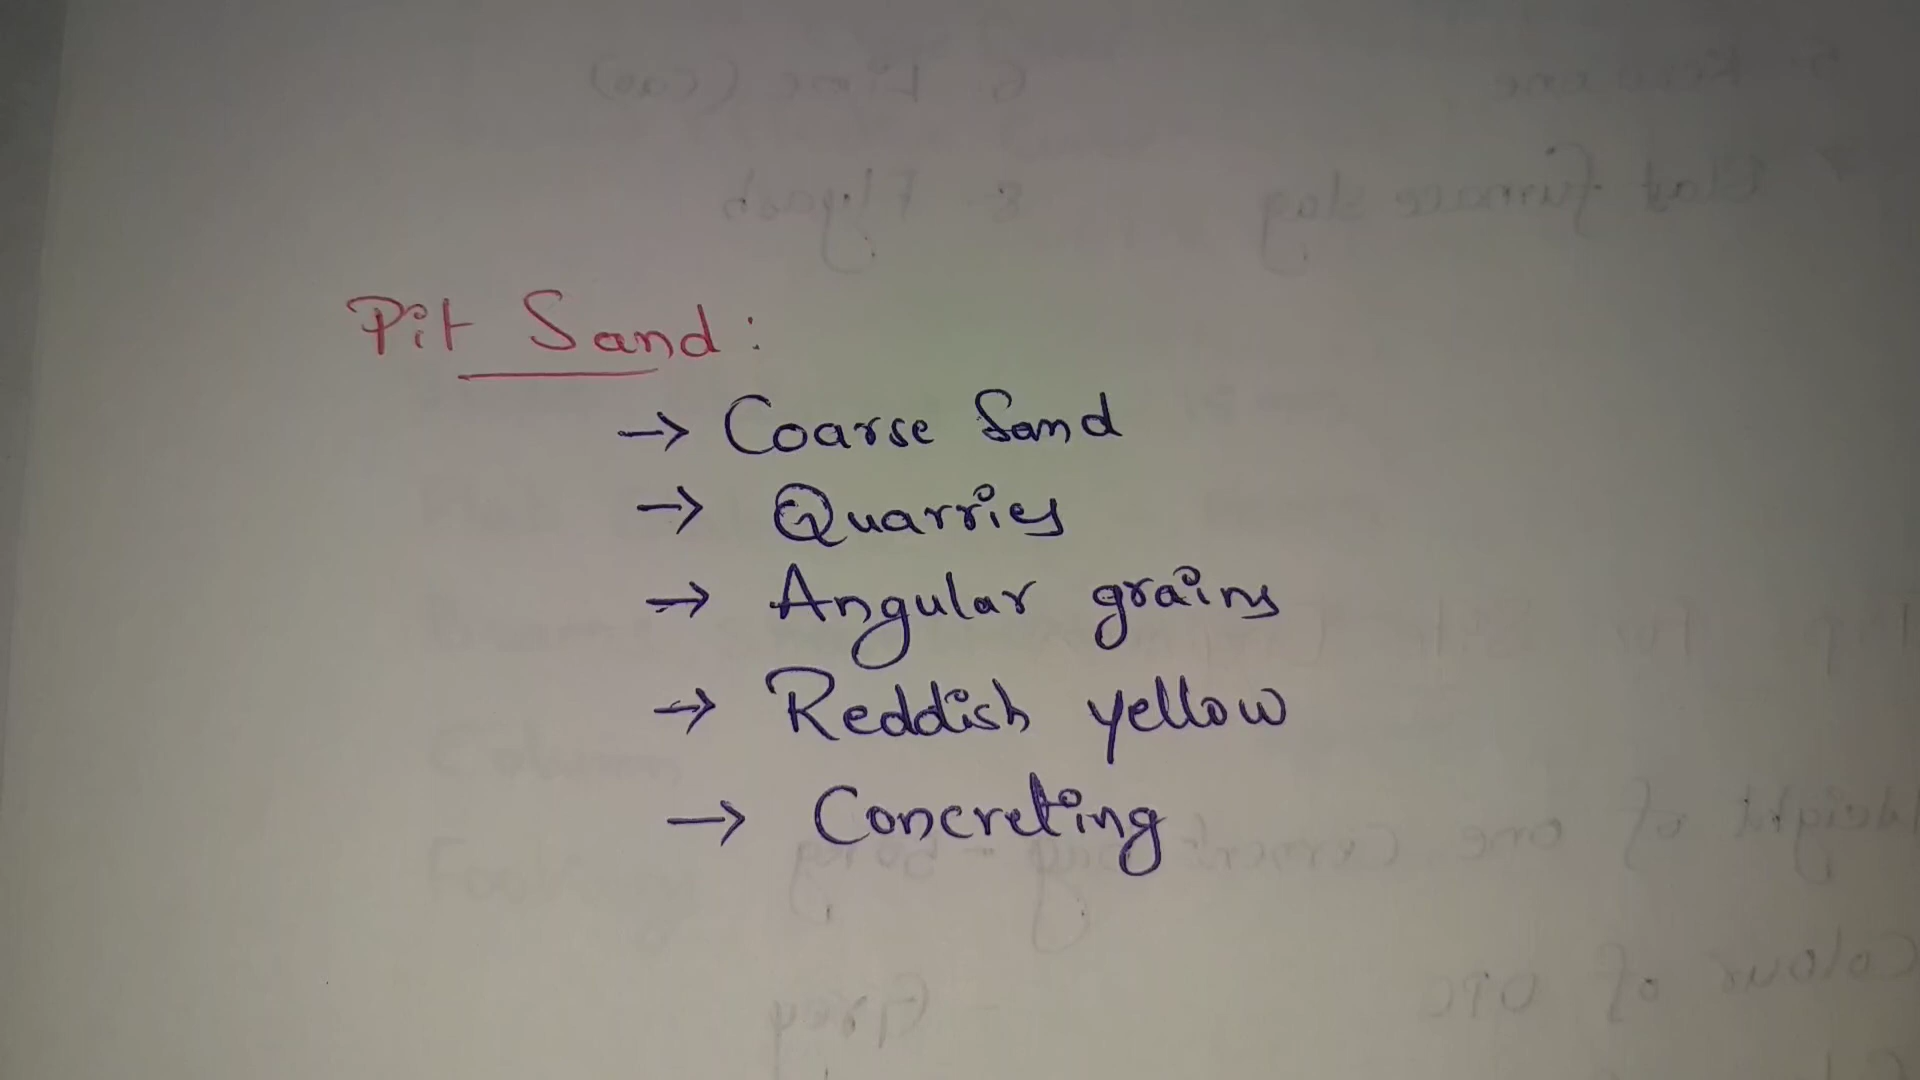 Pit Sand:
→ Coarse Sand
→ Quarries
→ Angular grains
→ Reddish yellow
→ Concreting